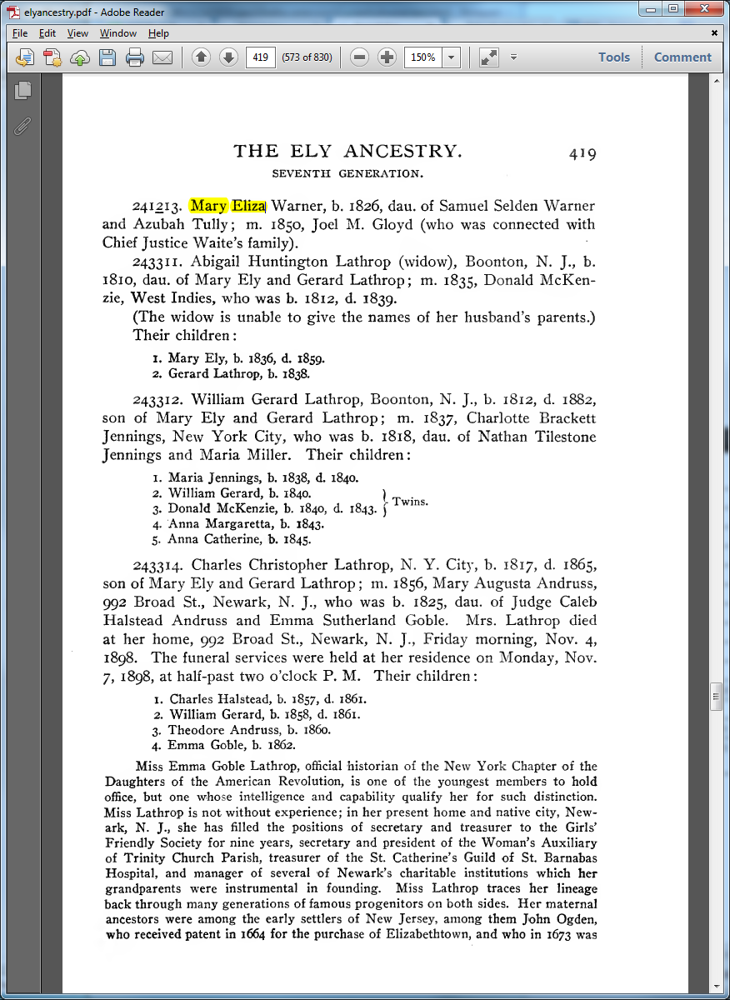 elyancestry.pdf - Adobe Reader
File Edit View Window Help
419 (573 of 830) 150% Tools Comment
THE ELY ANCESTRY. 419
SEVENTH GENERATION.
241213. Mary Eliza Warner, b. 1826, dau. of Samuel Selden Warner
and Azubah Tully; m. 1850, Joel M. Gloyd (who was connected with
Chief Justice Waite's family).
243311. Abigail Huntington Lathrop (widow), Boonton, N. J., b.
1810, dau. of Mary Ely and Gerard Lathrop; m. 1835, Donald McKen-
zie, West Indies, who was b. 1812, d. 1839.
(The widow is unable to give the names of her husband's parents.)
Their children:
1. Mary Ely, b. 1836, d. 1859.
2. Gerard Lathrop, b. 1838.
243312. William Gerard Lathrop, Boonton, N. J., b. 1812, d. 1882,
son of Mary Ely and Gerard Lathrop; m. 1837, Charlotte Brackett
Jennings, New York City, who was b. 1818, dau. of Nathan Tilestone
Jennings and Maria Miller. Their children:
1. Maria Jennings, b. 1838, d. 1840.
2. William Gerard, b. 1840.
3. Donald McKenzie, b. 1840, d. 1843. } Twins.
4. Anna Margaretta, b. 1843.
5. Anna Catherine, b. 1845.
243314. Charles Christopher Lathrop, N. Y. City, b. 1817, d. 1865,
son of Mary Ely and Gerard Lathrop; m. 1856, Mary Augusta Andruss,
992 Broad St., Newark, N. J., who was b. 1825, dau. of Judge Caleb
Halstead Andruss and Emma Sutherland Goble. Mrs. Lathrop died
at her home, 992 Broad St., Newark, N. J., Friday morning, Nov. 4,
1898. The funeral services were held at her residence on Monday, Nov.
7, 1898, at half-past two o'clock P. M. Their children:
1. Charles Halstead, b. 1857, d. 1861.
2. William Gerard, b. 1858, d. 1861.
3. Theodore Andruss, b. 1860.
4. Emma Goble, b. 1862.
Miss Emma Goble Lathrop, official historian of the New York Chapter of the
Daughters of the American Revolution, is one of the youngest members to hold
office, but one whose intelligence and capability qualify her for such distinction.
Miss Lathrop is not without experience; in her present home and native city, New-
ark, N. J., she has filled the positions of secretary and treasurer to the Girls'
Friendly Society for nine years, secretary and president of the Woman's Auxiliary
of Trinity Church Parish, treasurer of the St. Catherine's Guild of St. Barnabas
Hospital, and manager of several of Newark's charitable institutions which her
grandparents were instrumental in founding. Miss Lathrop traces her lineage
back through many generations of famous progenitors on both sides. Her maternal
ancestors were among the early settlers of New Jersey, among them John Ogden,
who received patent in 1664 for the purchase of Elizabethtown, and who in 1673 was